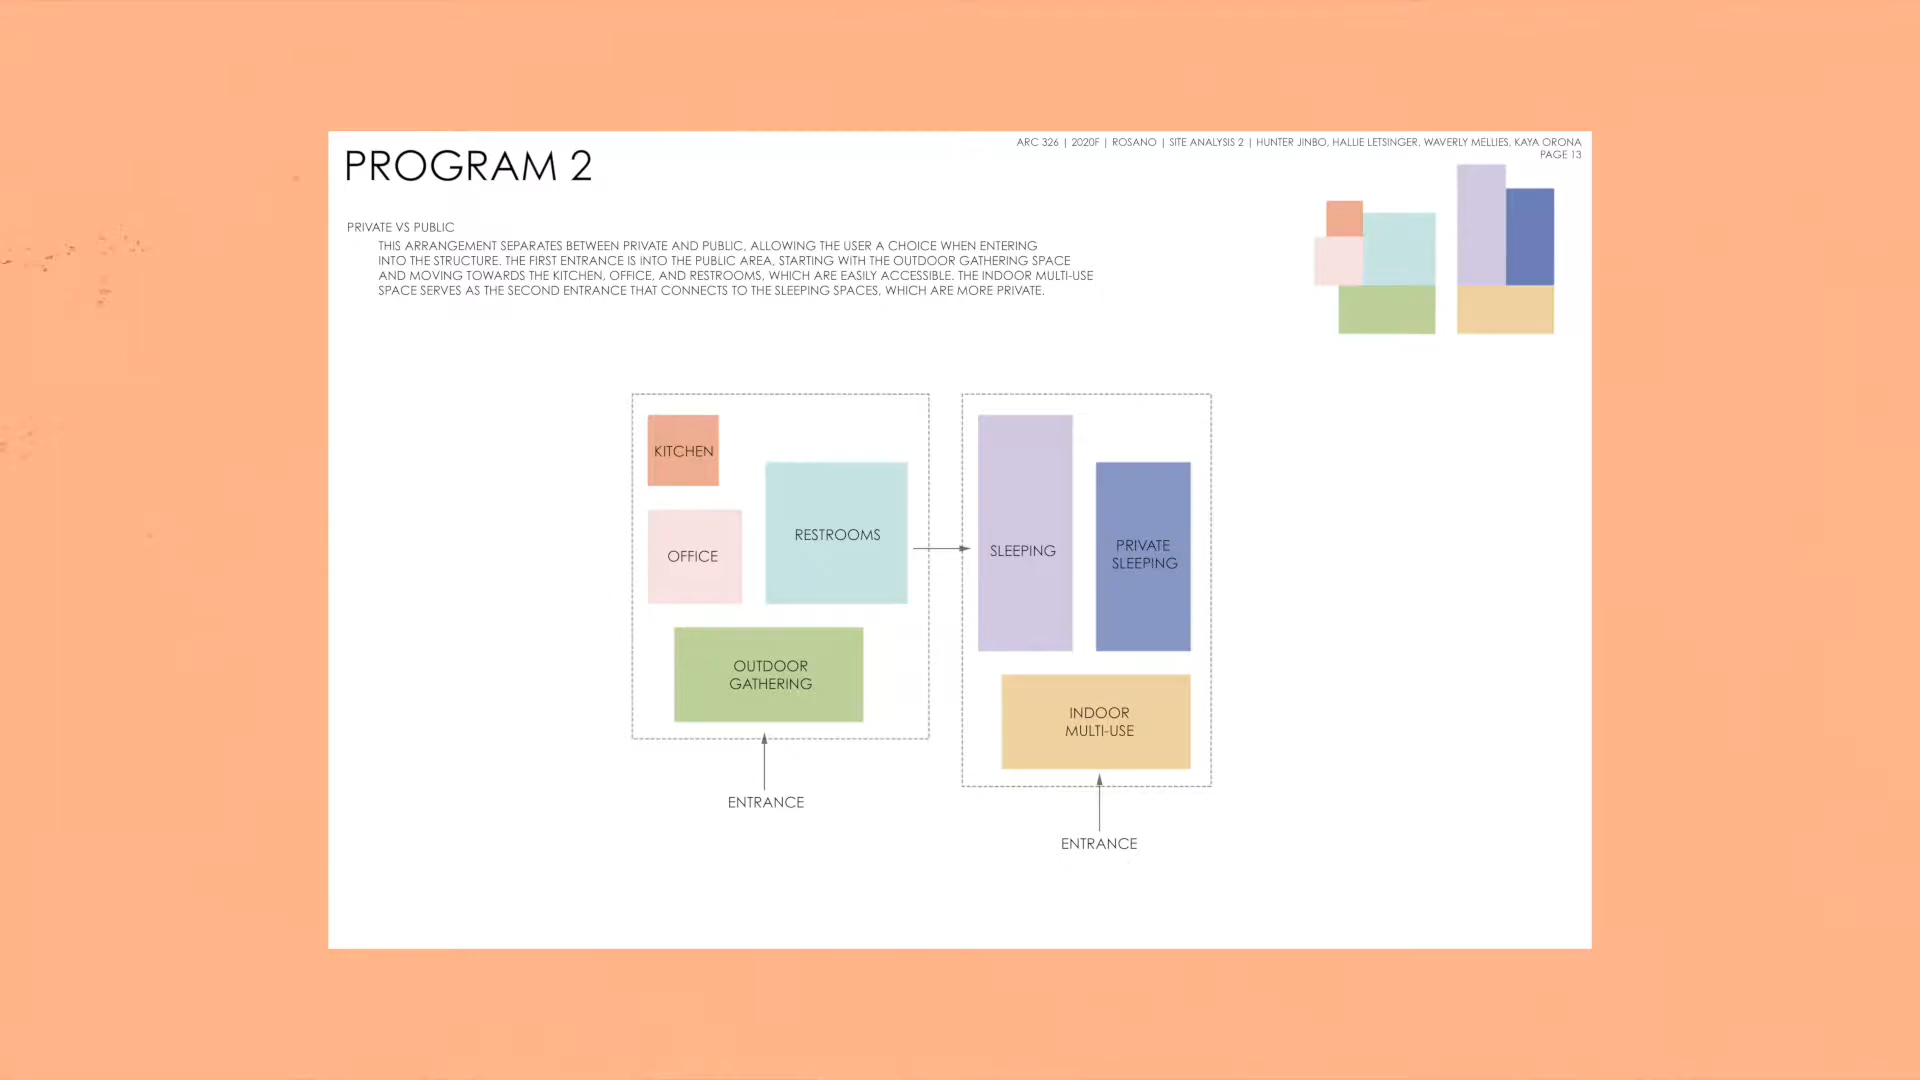 PROGRAM 2
ARC 326 | 2020F | ROSANO | SITE ANALYSIS 2 | HUNTER JINBO, HALLIE LETSINGER, WAVERLY MELLIES, KAYA ORONA
PAGE 13
PRIVATE VS PUBLIC
THIS ARRANGEMENT SEPARATES BETWEEN PRIVATE AND PUBLIC, ALLOWING THE USER A CHOICE WHEN ENTERING
INTO THE STRUCTURE. THE FIRST ENTRANCE IS INTO THE PUBLIC AREA, STARTING WITH THE OUTDOOR GATHERING SPACE
AND MOVING TOWARDS THE KITCHEN, OFFICE, AND RESTROOMS, WHICH ARE EASILY ACCESSIBLE. THE INDOOR MULTI-USE
SPACE SERVES AS THE SECOND ENTRANCE THAT CONNECTS TO THE SLEEPING SPACES, WHICH ARE MORE PRIVATE.
KITCHEN
OFFICE
RESTROOMS
OUTDOOR
GATHERING
ENTRANCE
SLEEPING
PRIVATE
SLEEPING
INDOOR
MULTI-USE
ENTRANCE